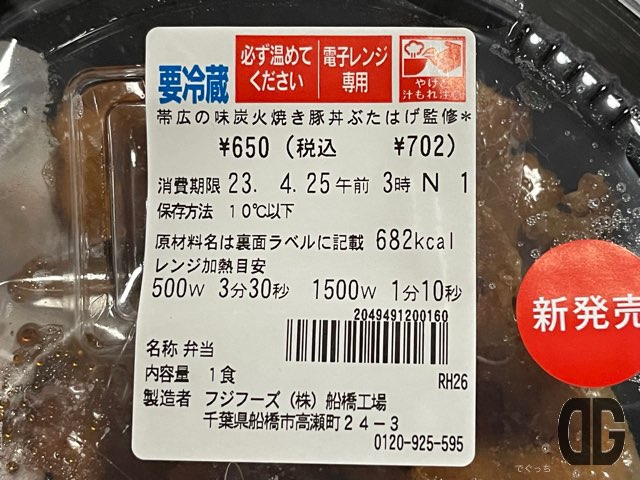 要冷蔵
必ず温めて
ください
電子レンジ
専用
やけど
汁もれ注意
帯広の味炭火焼き豚丼ぶたはげ監修*
¥650 (税込 ¥702)
消費期限 23. 4.25午前 3時 N 1
保存方法 10℃以下
原材料名は裏面ラベルに記載 682kcal
レンジ加熱目安
500W 3分30秒 1500W 1分10秒
2049491200160
名称 弁当
内容量 1食
RH26
製造者 フジフーズ(株)船橋工場
千葉県船橋市高瀬町24-3
0120-925-595
新発売
DG
でぐっち